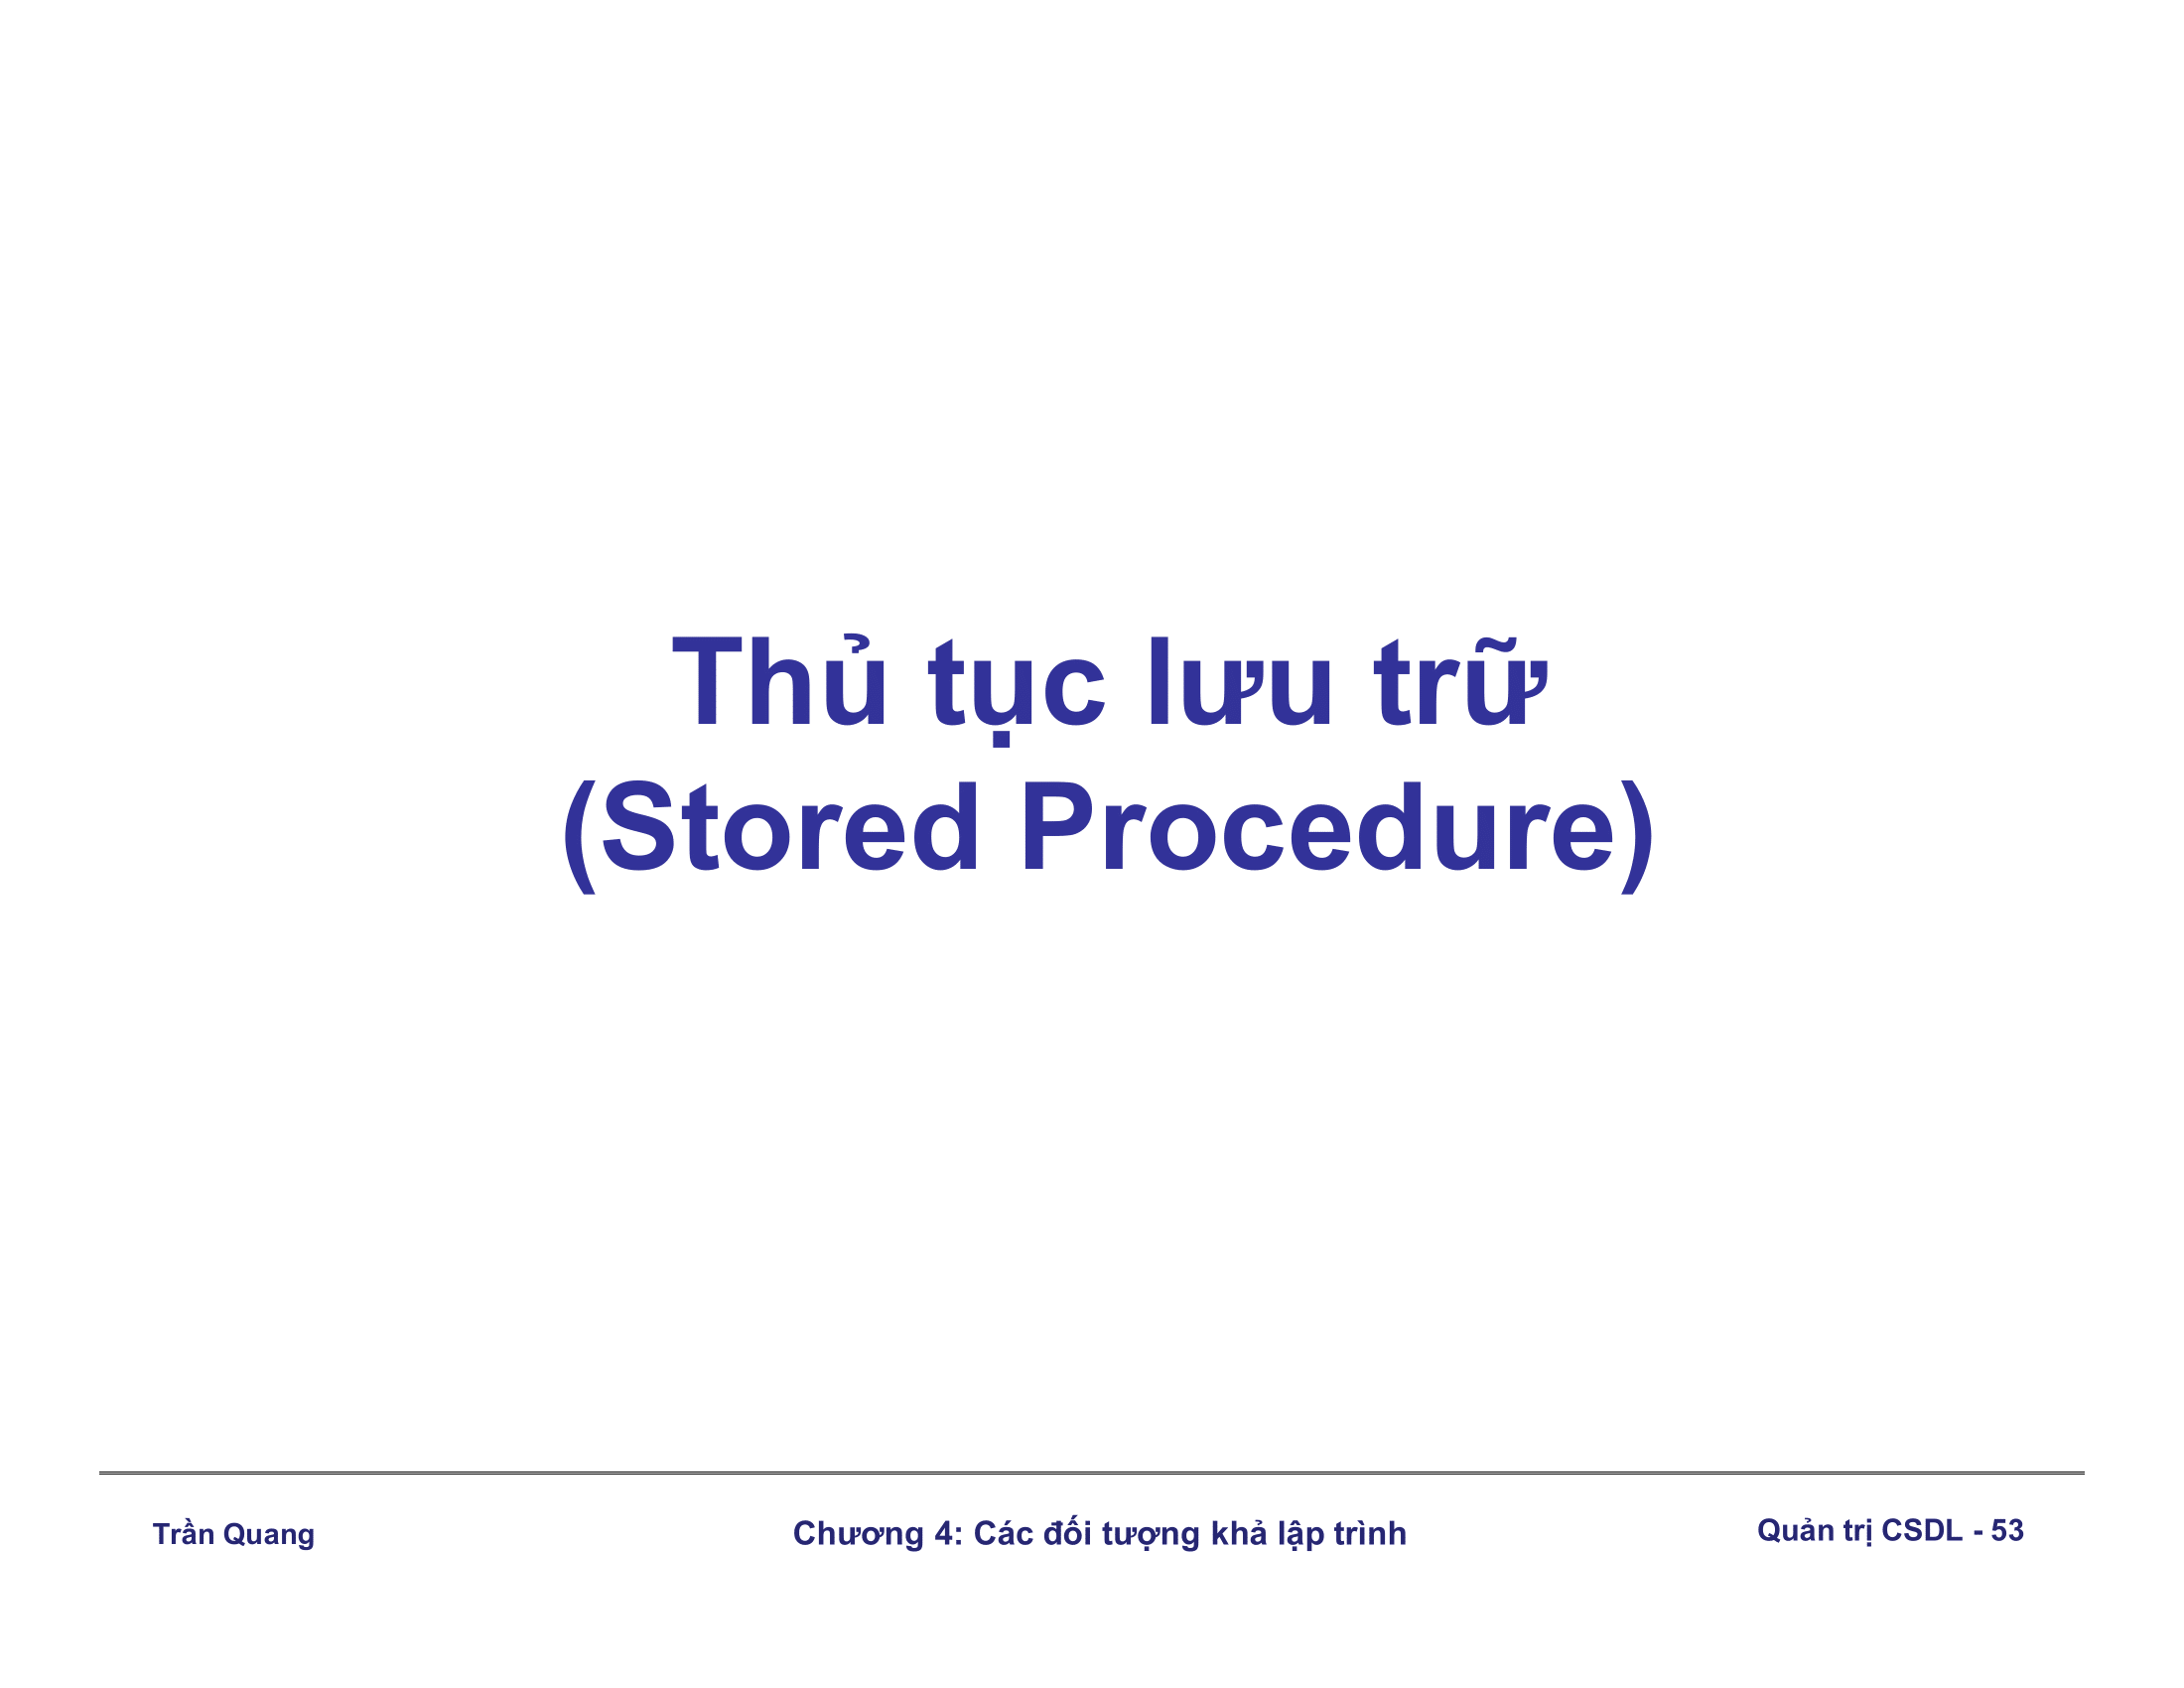 Thủ tục lưu trữ
(Stored Procedure)
Trần Quang
Chương 4: Các đối tượng khả lập trình
Quản trị CSDL - 53